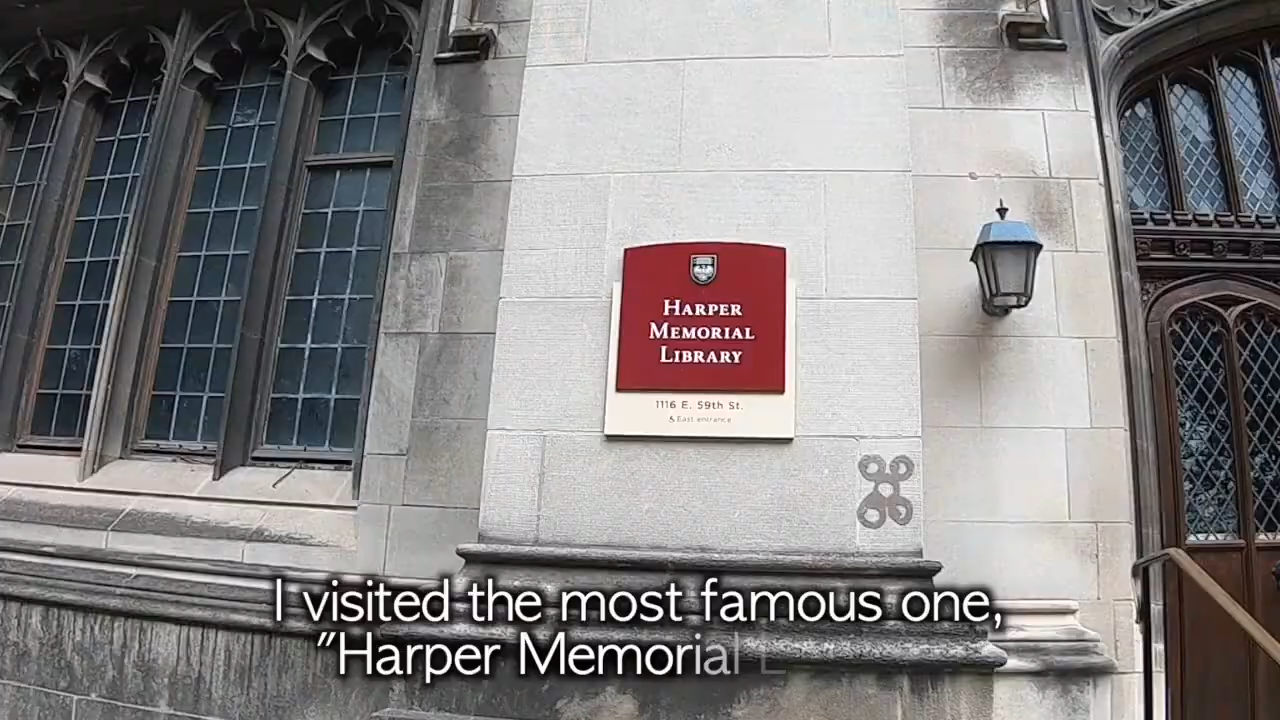 HARPER
MEMORIAL
LIBRARY
1116 E. 59th St.
& East entrance
I visited the most famous one,
"Harper Memorial L